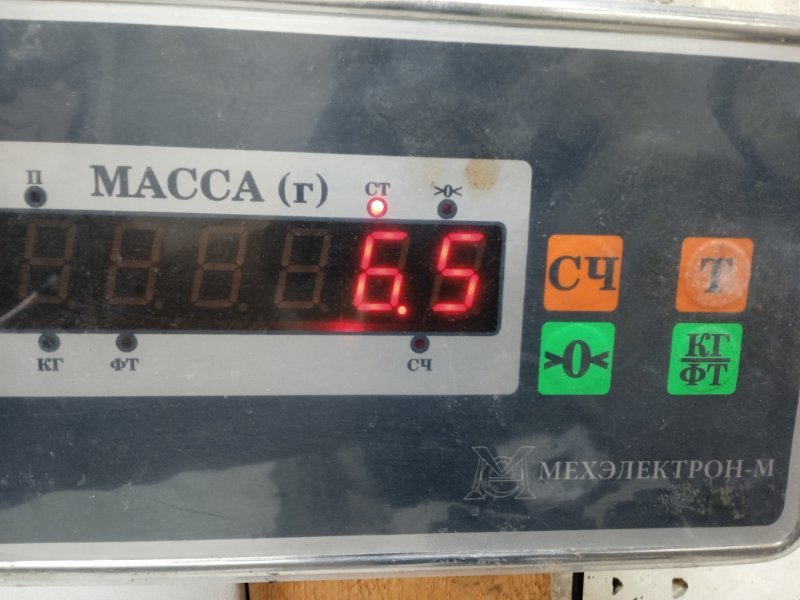 П МАССА (г) СТ >0<
6.5
КГ ФТ СЧ
СЧ Т
>0< КГ ФТ
МЕХЭЛЕКТРОН-М